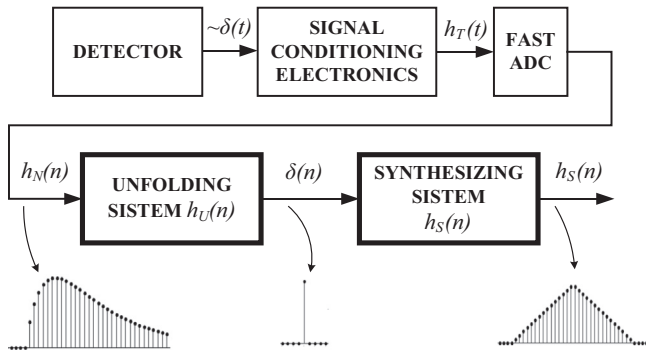 DETECTOR
~δ(t)
SIGNAL
CONDITIONING
ELECTRONICS
h_T(t)
FAST
ADC
h_N(n)
UNFOLDING
SISTEM h_U(n)
δ(n)
SYNTHESIZING
SISTEM
h_S(n)
h_S(n)